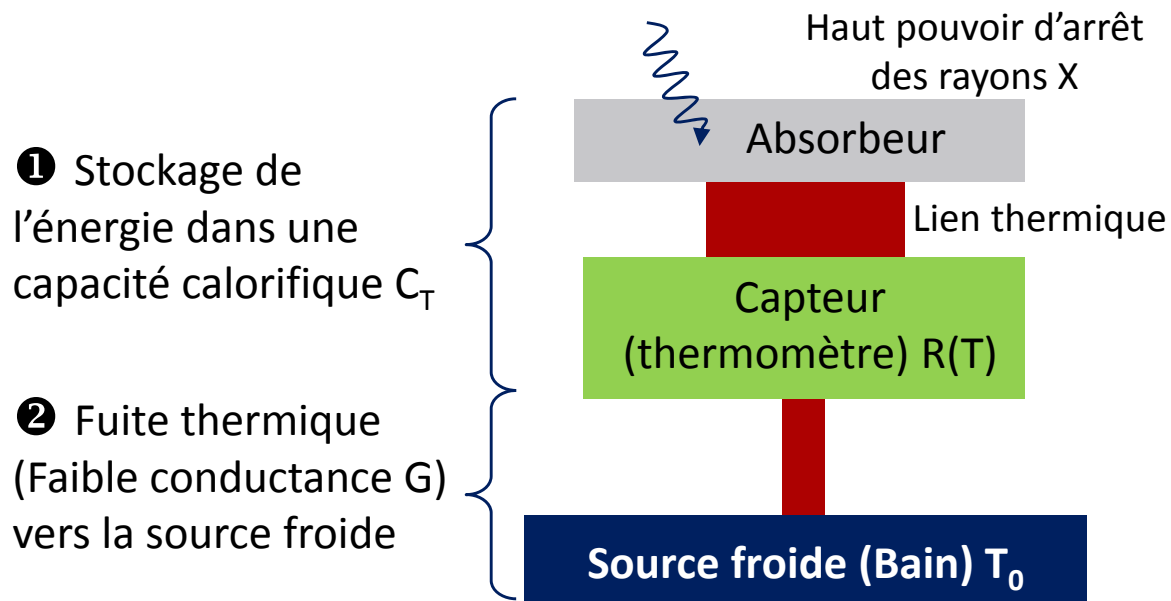 Haut pouvoir d’arrêt
des rayons X
Absorbeur
❶ Stockage de
l’énergie dans une
capacité calorifique C_T
Lien thermique
Capteur
(thermomètre) R(T)
❷ Fuite thermique
(Faible conductance G)
vers la source froide
Source froide (Bain) T_0